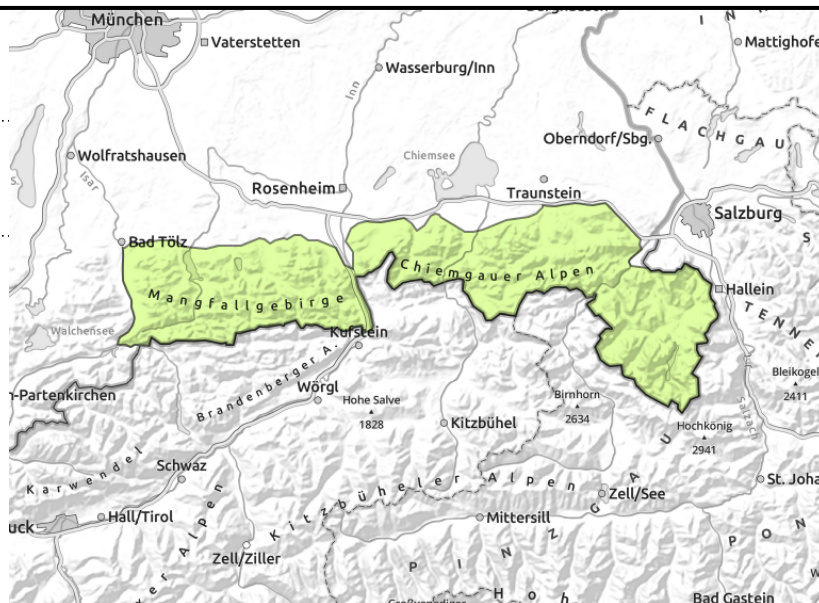 München
Vaterstetten
Mattighofe
Wasserburg/Inn
Inn
FLACHGAU
Oberndorf/Sbg.
Wolfratshausen
Chiemsee
S.
Isar
Rosenheim
Traunstein
Salzburg
Bad Tölz
S
Chiemgauer Alpen
Mangfallgebirge
Hallein
TENNE
Walchensee
Kufstein
Brandenberger A.
Bleikogel
2411
n-Partenkirchen
Wörgl
Hohe Salve
1828
Birnhorn
2634
Salzach
Kitzbühel
Hochkönig
2941
Karwendel
Schwaz
Kitzbüheler Alpen
Zell/See
St. Joha
uck
Hall/Tirol
Mittersill
PINZGAU
PON
Zell/Ziller
er Alpen
Hoh
Bad Gastein